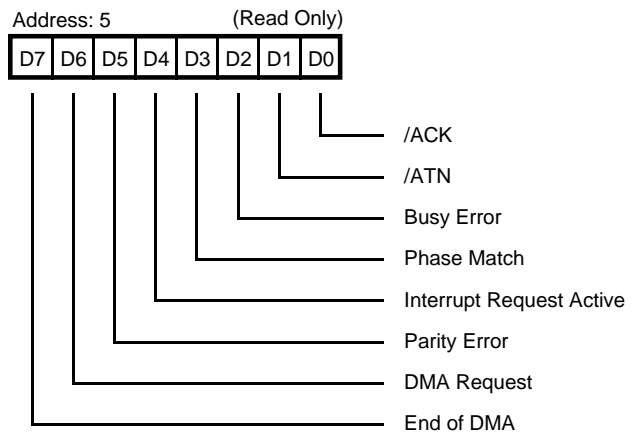 Address: 5 (Read Only)
D7 D6 D5 D4 D3 D2 D1 D0
/ACK
/ATN
Busy Error
Phase Match
Interrupt Request Active
Parity Error
DMA Request
End of DMA